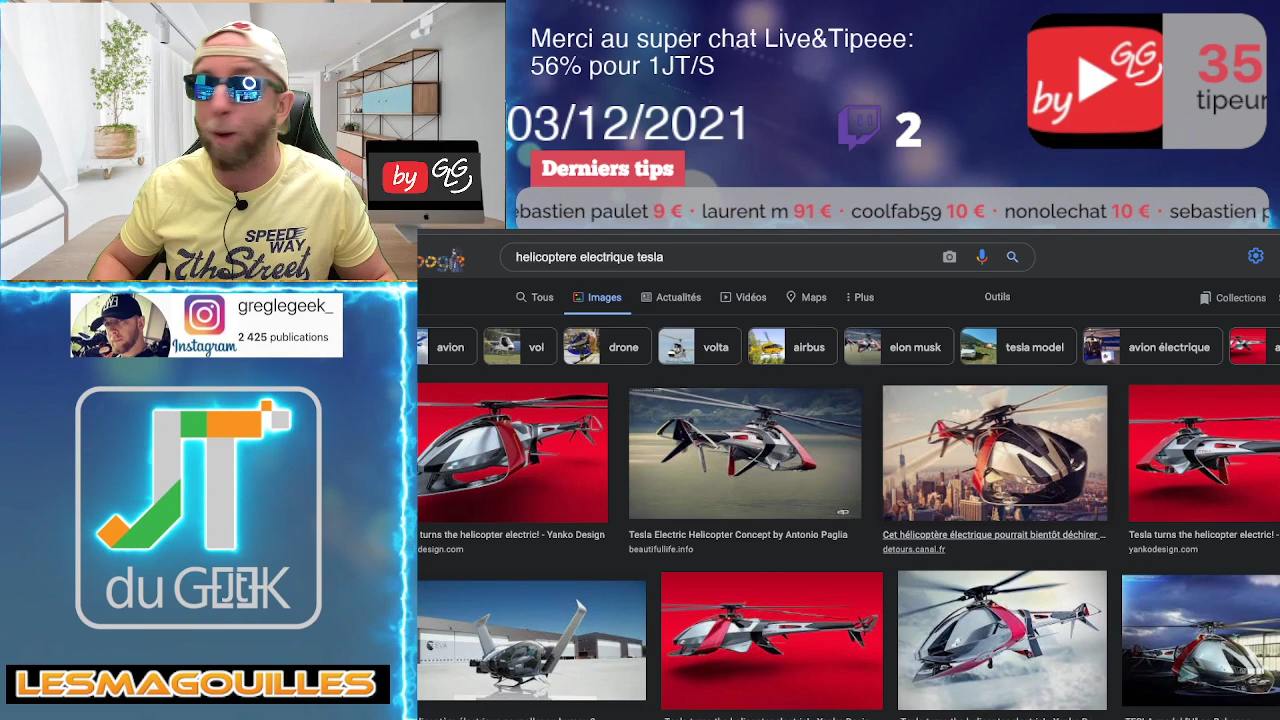 Merci au super chat Live&Tipeee:
56% pour 1JT/S
03/12/2021
2
by GLG
35
tipeur
Derniers tips
ebastien paulet 9 € · laurent m 91 € · coolfab59 10 € · nonolechat 10 € · sebastien p
by GLG
SPEED
WAY
7th Street
helicoptere electrique tesla
Tous Images Actualités Vidéos Maps Plus Outils Collections
avion vol drone volta airbus elon musk tesla model avion électrique
greglegeek_
Instagram 2 425 publications
turns the helicopter electric! - Yanko Design
design.com
Tesla Electric Helicopter Concept by Antonio Paglia
beautifullife.info
Cet hélicoptère électrique pourrait bientôt déchirer ...
detours.canal.fr
Tesla turns the helicopter electric! -
yankodesign.com
JT
du GEEK
LESMAGOUILLES